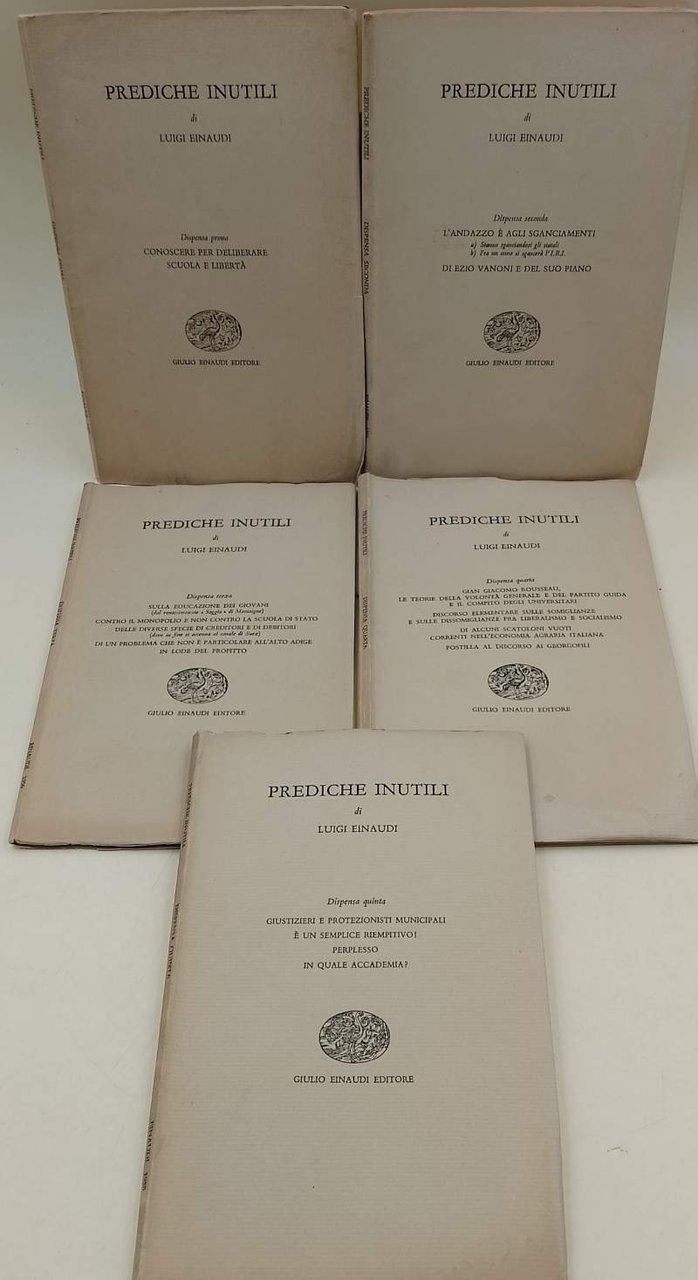 PREDICHE INUTILI
di
LUIGI EINAUDI
Dispensa prima
CONOSCERE PER DELIBERARE
SCUOLA E LIBERTÀ
GIULIO EINAUDI EDITORE
PREDICHE INUTILI
DISPENSA SECONDA
PREDICHE INUTILI
di
LUIGI EINAUDI
Dispensa seconda
L'ANDAZZO È AGLI SGANCIAMENTI
a) Stanno sganciandosi gli statali
b) Fra un anno si sgancerà l'I.R.I.
DI EZIO VANONI E DEL SUO PIANO
GIULIO EINAUDI EDITORE
PREDICHE INUTILI
di
LUIGI EINAUDI
Dispensa terza
SULLA EDUCAZIONE DEI GIOVANI
CONTRO IL MONOPOLIO E NON CONTRO LA SCUOLA DI STATO
DELLE DIVERSE SPECIE DI CREDITORI E DI DEBITORI
DI UN PROBLEMA CHE NON È PARTICOLARE ALL'ALTO ADIGE
IN LODE DEL PROFITTO
GIULIO EINAUDI EDITORE
PREDICHE INUTILI
DISPENSA QUARTA
PREDICHE INUTILI
di
LUIGI EINAUDI
Dispensa quarta
GIAN GIACOMO ROUSSEAU,
LE TEORIE DELLA VOLONTÀ GENERALE E DEL PARTITO GUIDA
E IL COMPITO DEGLI UNIVERSITARI
DISCORSO ELEMENTARE SULLE SOMIGLIANZE
E SULLE DISSOMIGLIANZE FRA LIBERALISMO E SOCIALISMO
DI ALCUNI SCATOLONI VUOTI
CORRENTI NELL'ECONOMIA AGRARIA ITALIANA
POSTILLA AL DISCORSO AI GEORGOFILI
GIULIO EINAUDI EDITORE
PREDICHE INUTILI
di
LUIGI EINAUDI
Dispensa quinta
GIUSTIZIERI E PROTEZIONISTI MUNICIPALI
È UN SEMPLICE RIEMPITIVO!
PERPLESSO
IN QUALE ACCADEMIA?
GIULIO EINAUDI EDITORE